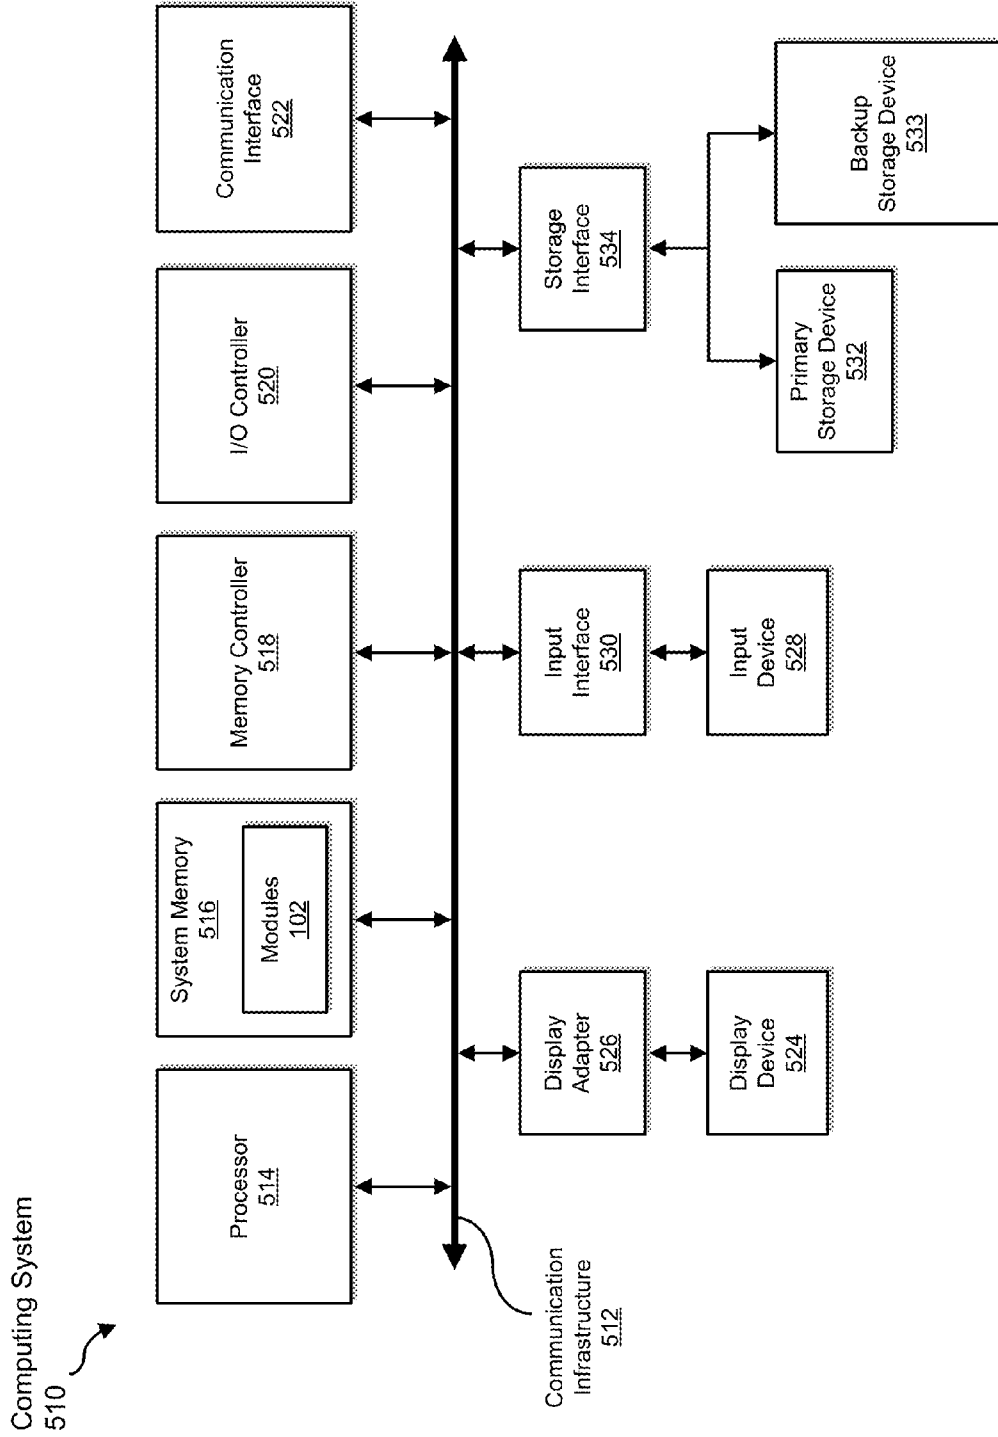 Computing System
510
Processor
514
System Memory
516
Modules
102
Memory Controller
518
I/O Controller
520
Communication
Interface
522
Communication
Infrastructure
512
Display
Adapter
526
Input
Interface
530
Storage
Interface
534
Display
Device
524
Input
Device
528
Primary
Storage Device
532
Backup
Storage Device
533